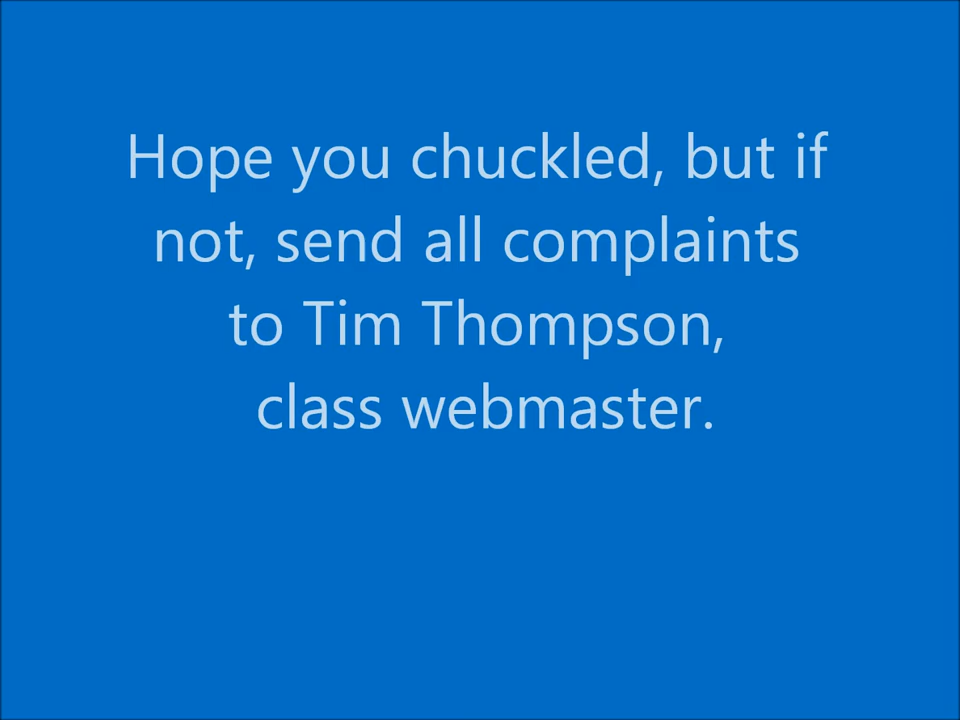 Hope you chuckled, but if
not, send all complaints
to Tim Thompson,
class webmaster.